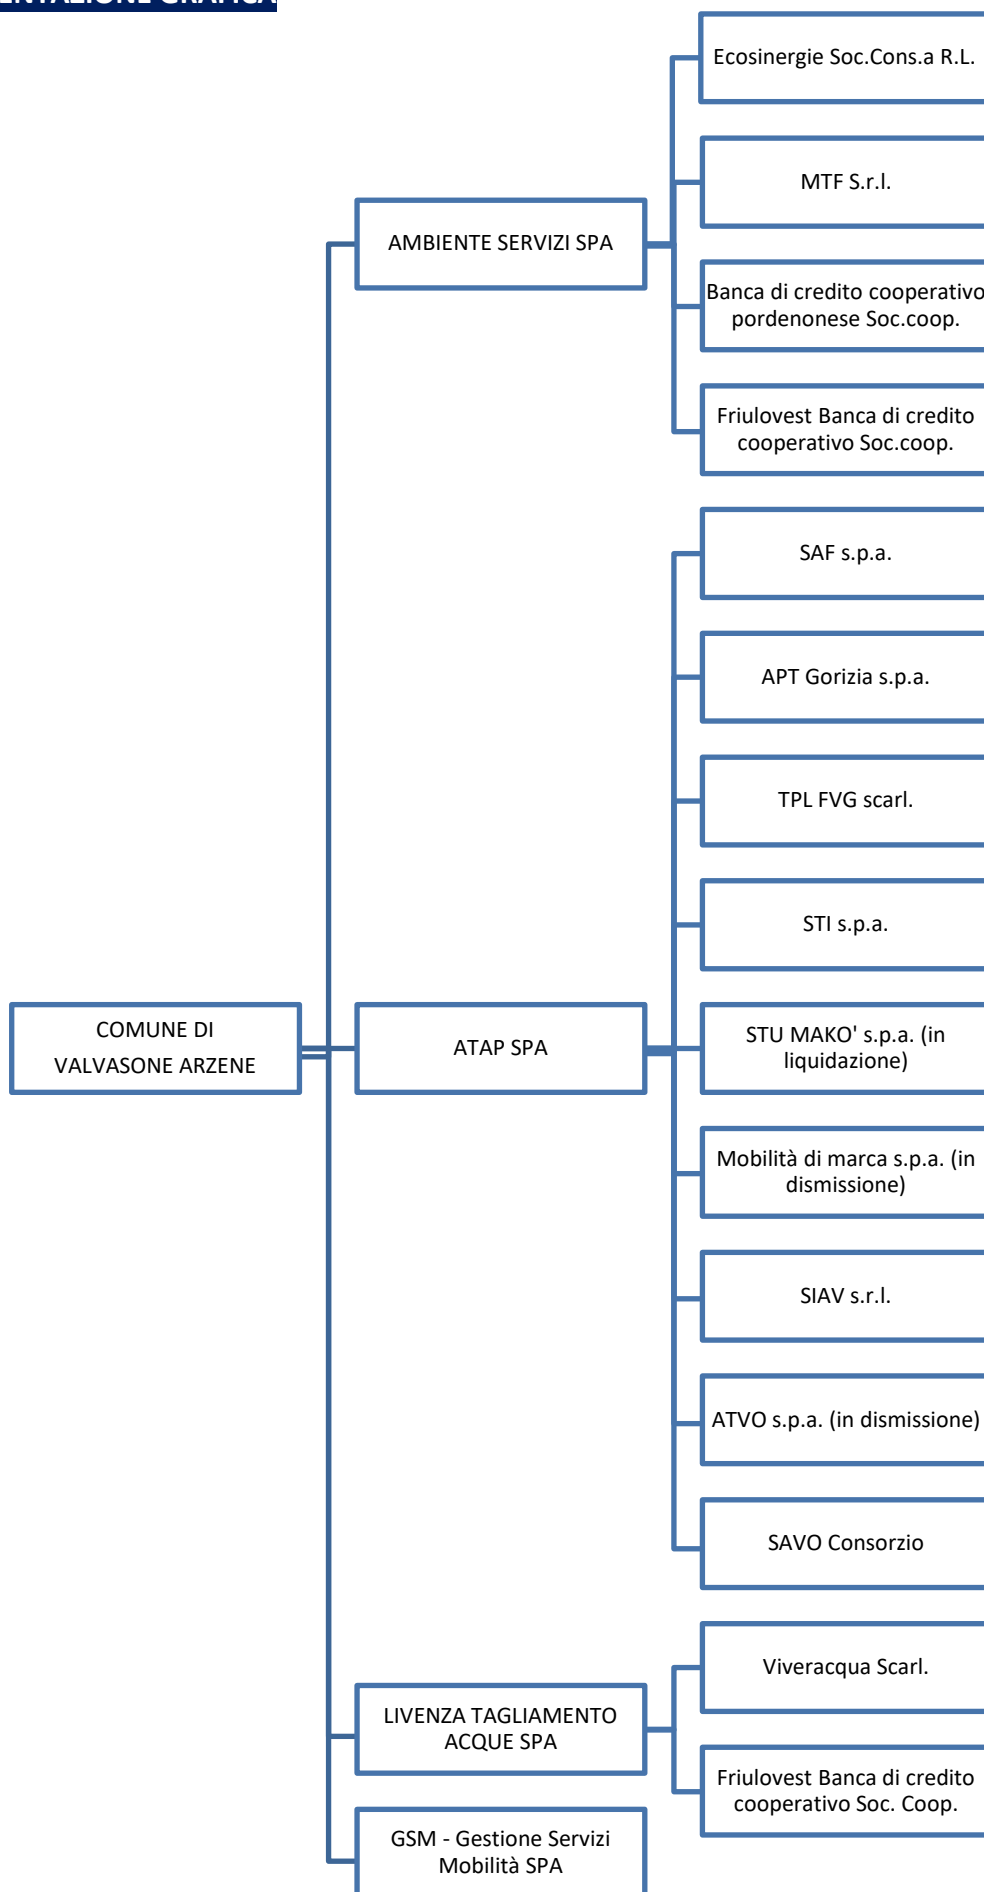 GRAFICA
Ecosinergie Soc.Cons.a R.L.
MTF S.r.l.
AMBIENTE SERVIZI SPA
Banca di credito cooperativo
pordenonese Soc.coop.
Friulovest Banca di credito
cooperativo Soc.coop.
SAF s.p.a.
APT Gorizia s.p.a.
TPL FVG scarl.
STI s.p.a.
COMUNE DI
VALVASONE ARZENE
ATAP SPA
STU MAKO' s.p.a. (in
liquidazione)
Mobilità di marca s.p.a. (in
dismissione)
SIAV s.r.l.
ATVO s.p.a. (in dismissione)
SAVO Consorzio
Viveracqua Scarl.
LIVENZA TAGLIAMENTO
ACQUE SPA
Friulovest Banca di credito
cooperativo Soc. Coop.
GSM - Gestione Servizi
Mobilità SPA